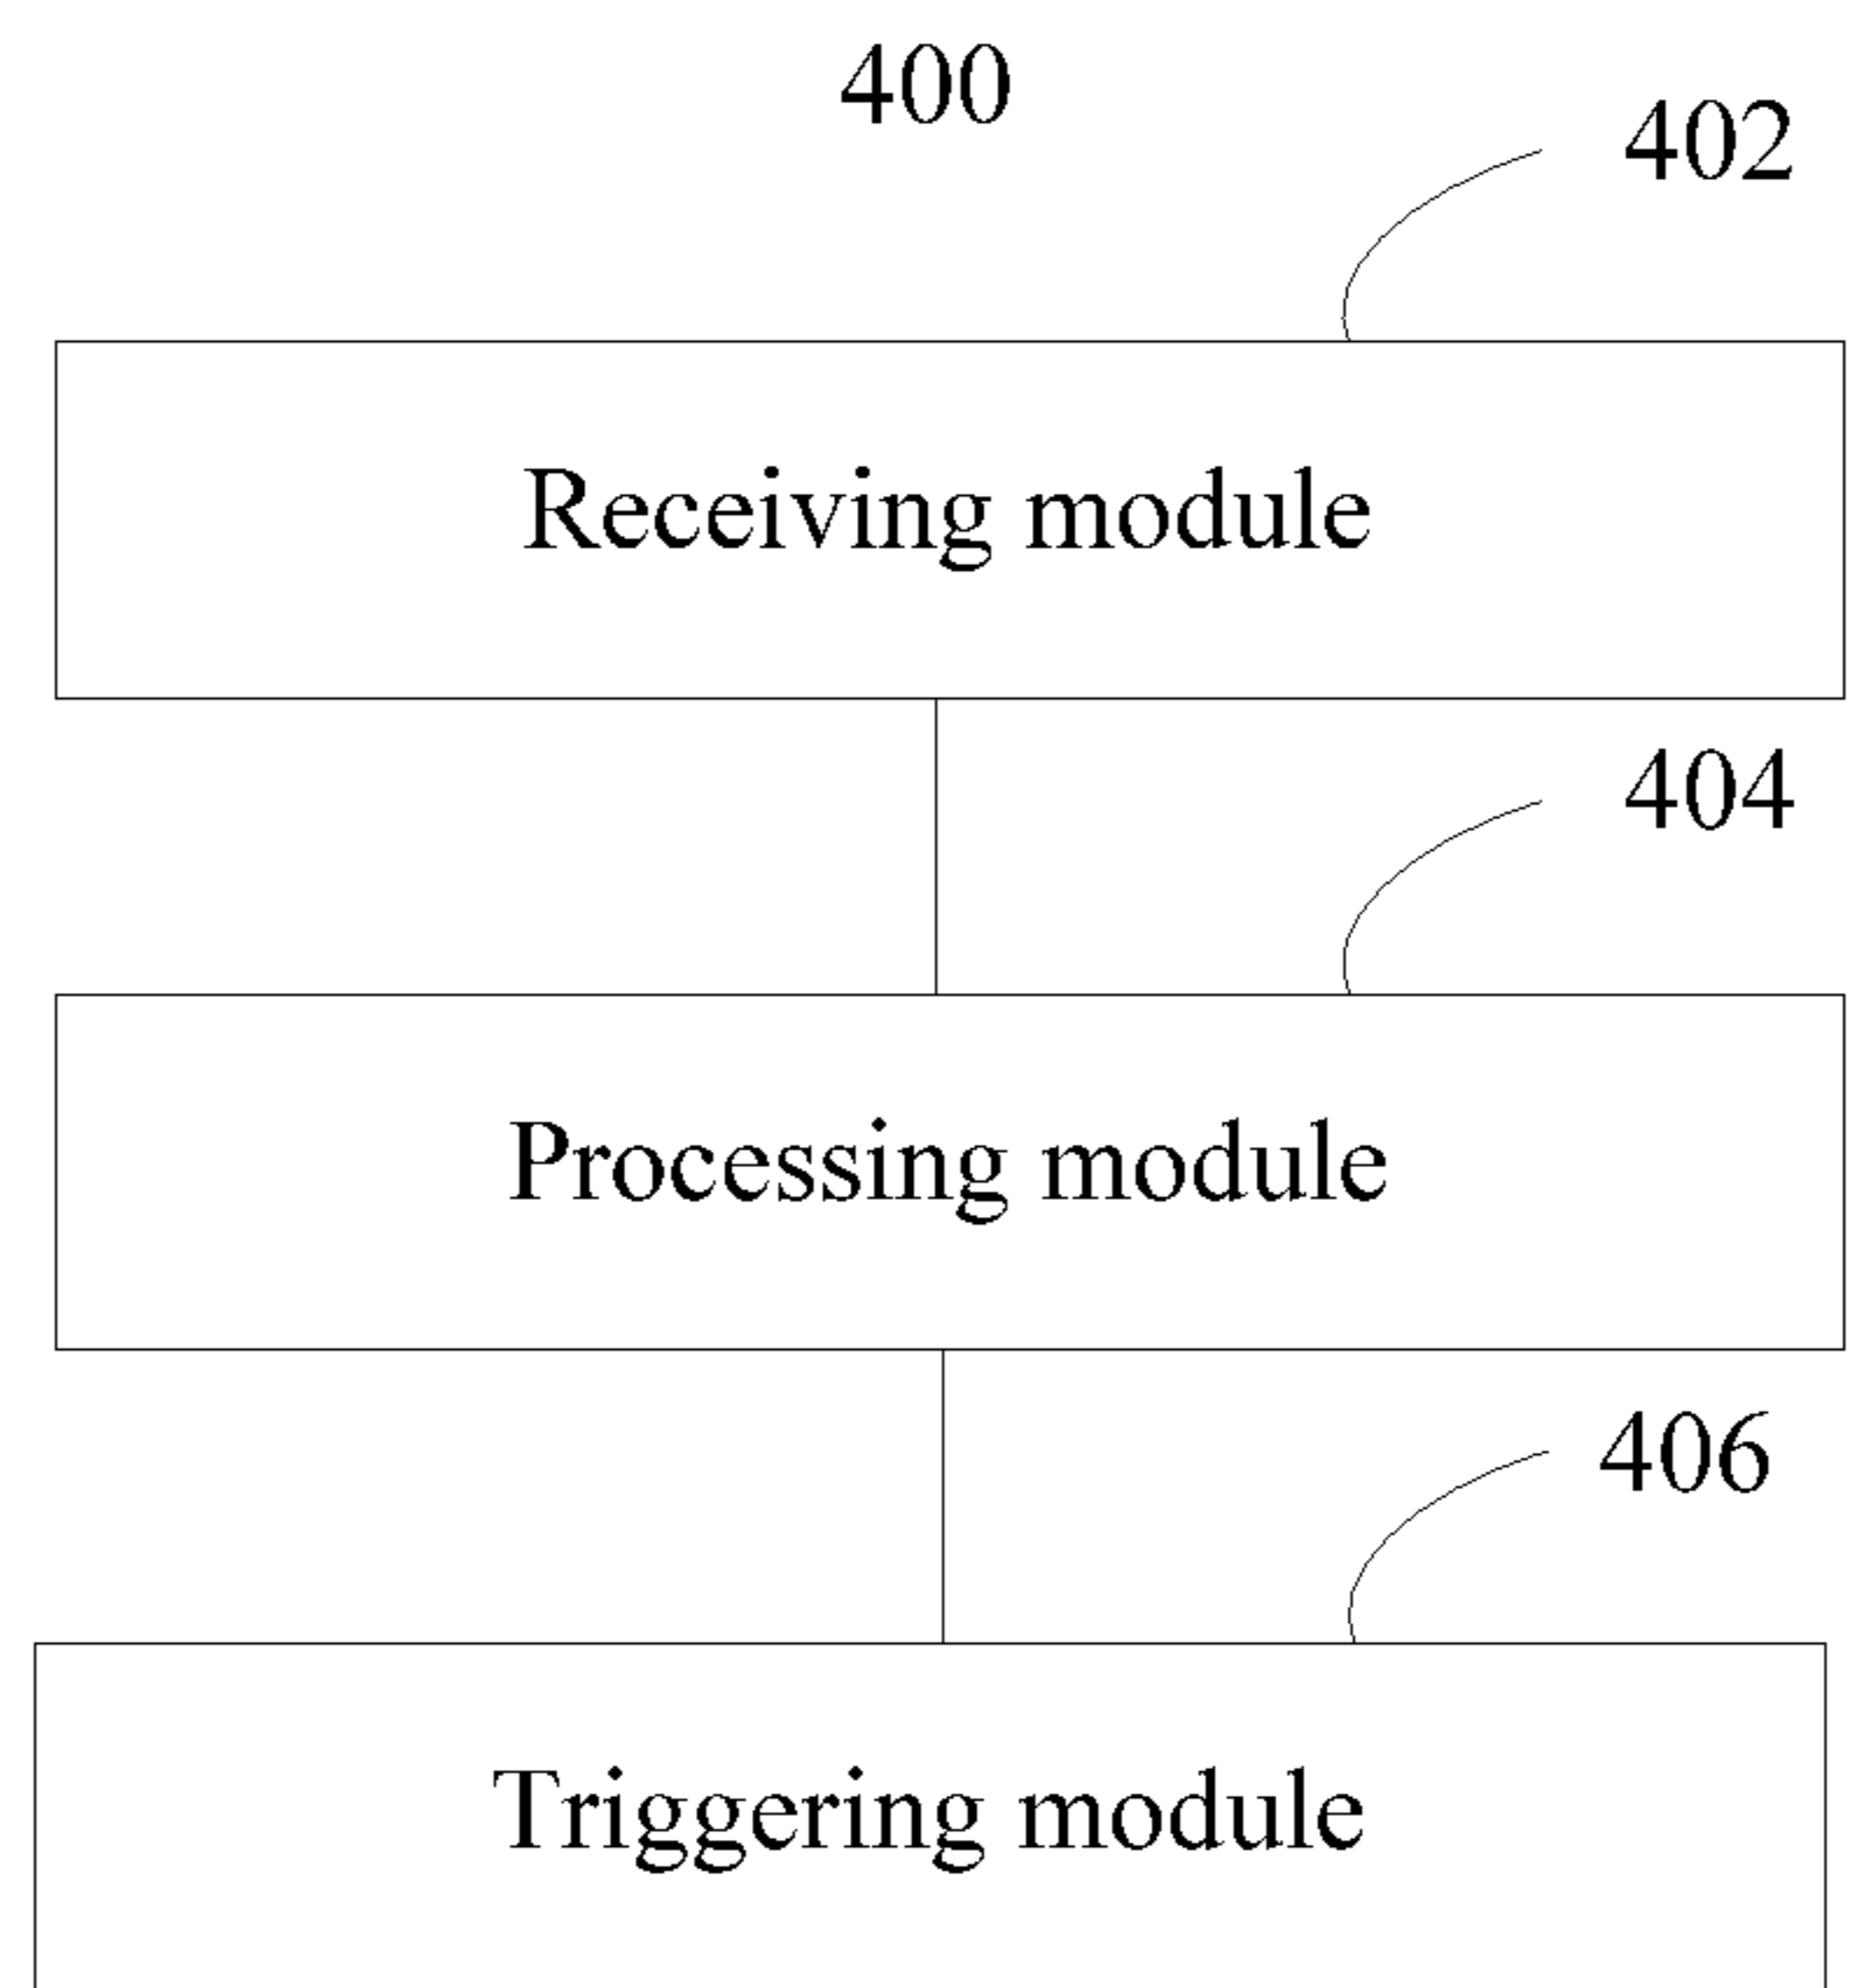 400
402
Receiving module
404
Processing module
406
Triggering module